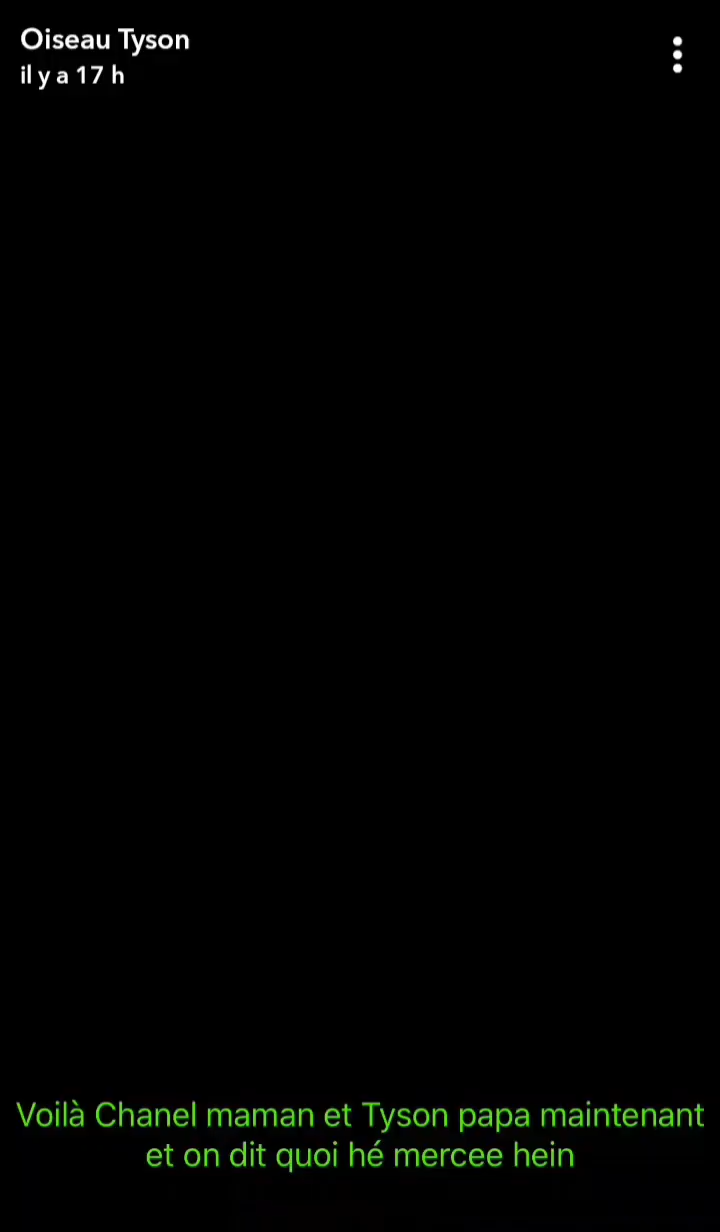 Oiseau Tyson
il y a 17 h
Voilà Chanel maman et Tyson papa maintenant
et on dit quoi hé mercee hein